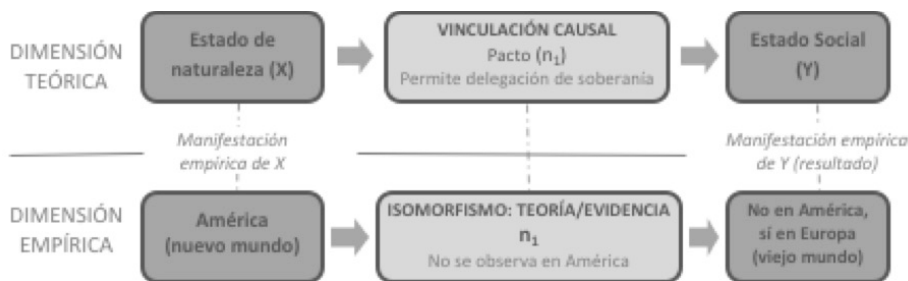 DIMENSIÓN
TEÓRICA
Estado de
naturaleza (X)
VINCULACIÓN CAUSAL
Pacto (n₁)
Permite delegación de soberanía
Estado Social
(Y)
Manifestación
empírica de X
Manifestación empírica
de Y (resultado)
DIMENSIÓN
EMPÍRICA
América
(nuevo mundo)
ISOMORFISMO: TEORÍA/EVIDENCIA
n₁
No se observa en América
No en América,
sí en Europa
(viejo mundo)